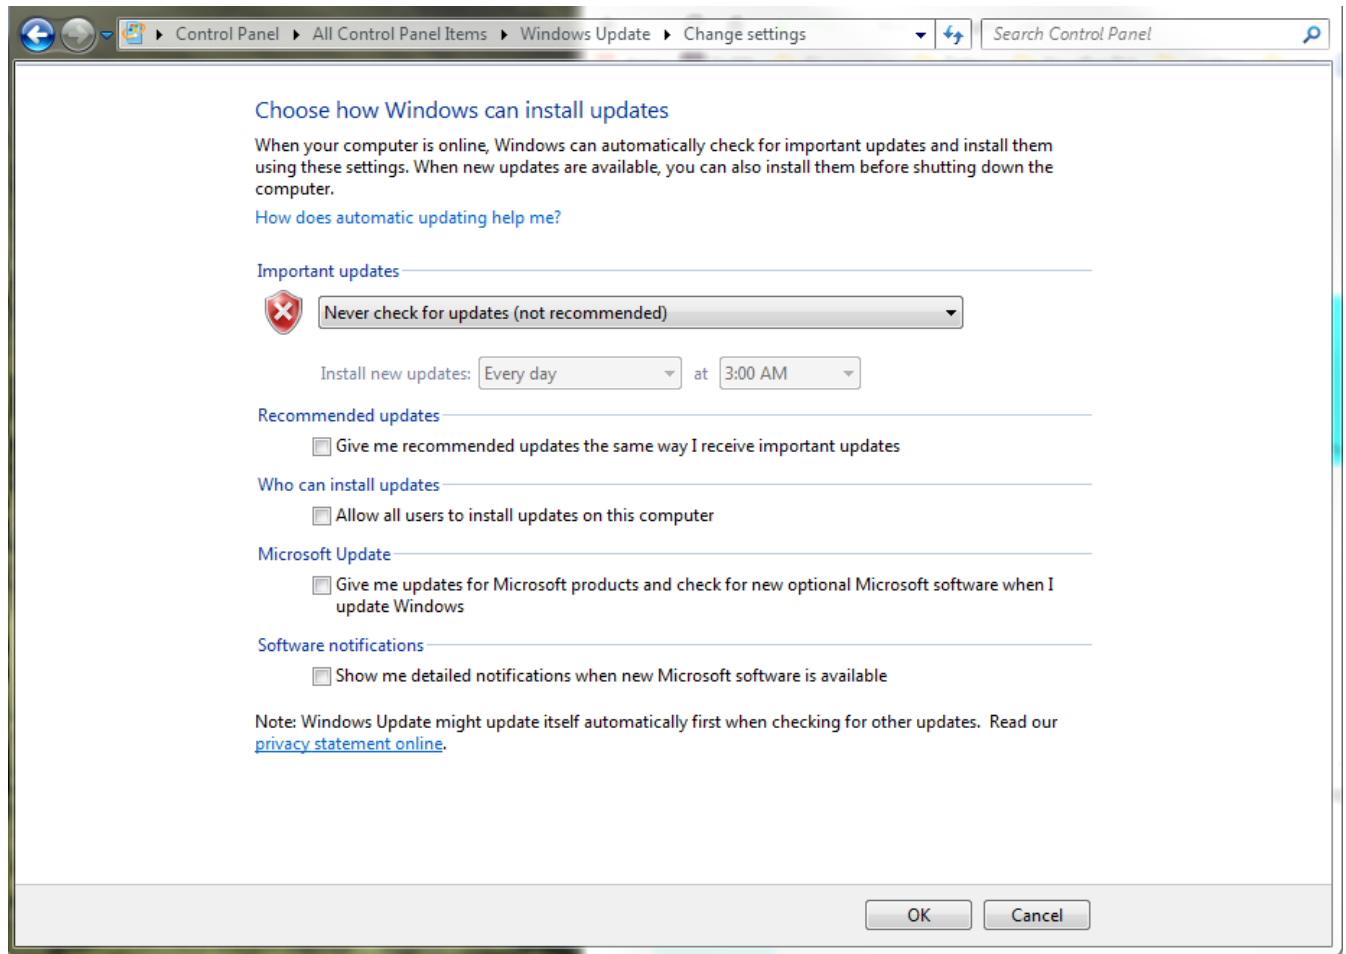 Control Panel ▸ All Control Panel Items ▸ Windows Update ▸ Change settings
Search Control Panel
Choose how Windows can install updates
When your computer is online, Windows can automatically check for important updates and install them
using these settings. When new updates are available, you can also install them before shutting down the
computer.
How does automatic updating help me?
Important updates
Never check for updates (not recommended)
Install new updates: Every day at 3:00 AM
Recommended updates
Give me recommended updates the same way I receive important updates
Who can install updates
Allow all users to install updates on this computer
Microsoft Update
Give me updates for Microsoft products and check for new optional Microsoft software when I
update Windows
Software notifications
Show me detailed notifications when new Microsoft software is available
Note: Windows Update might update itself automatically first when checking for other updates. Read our
privacy statement online.
OK Cancel